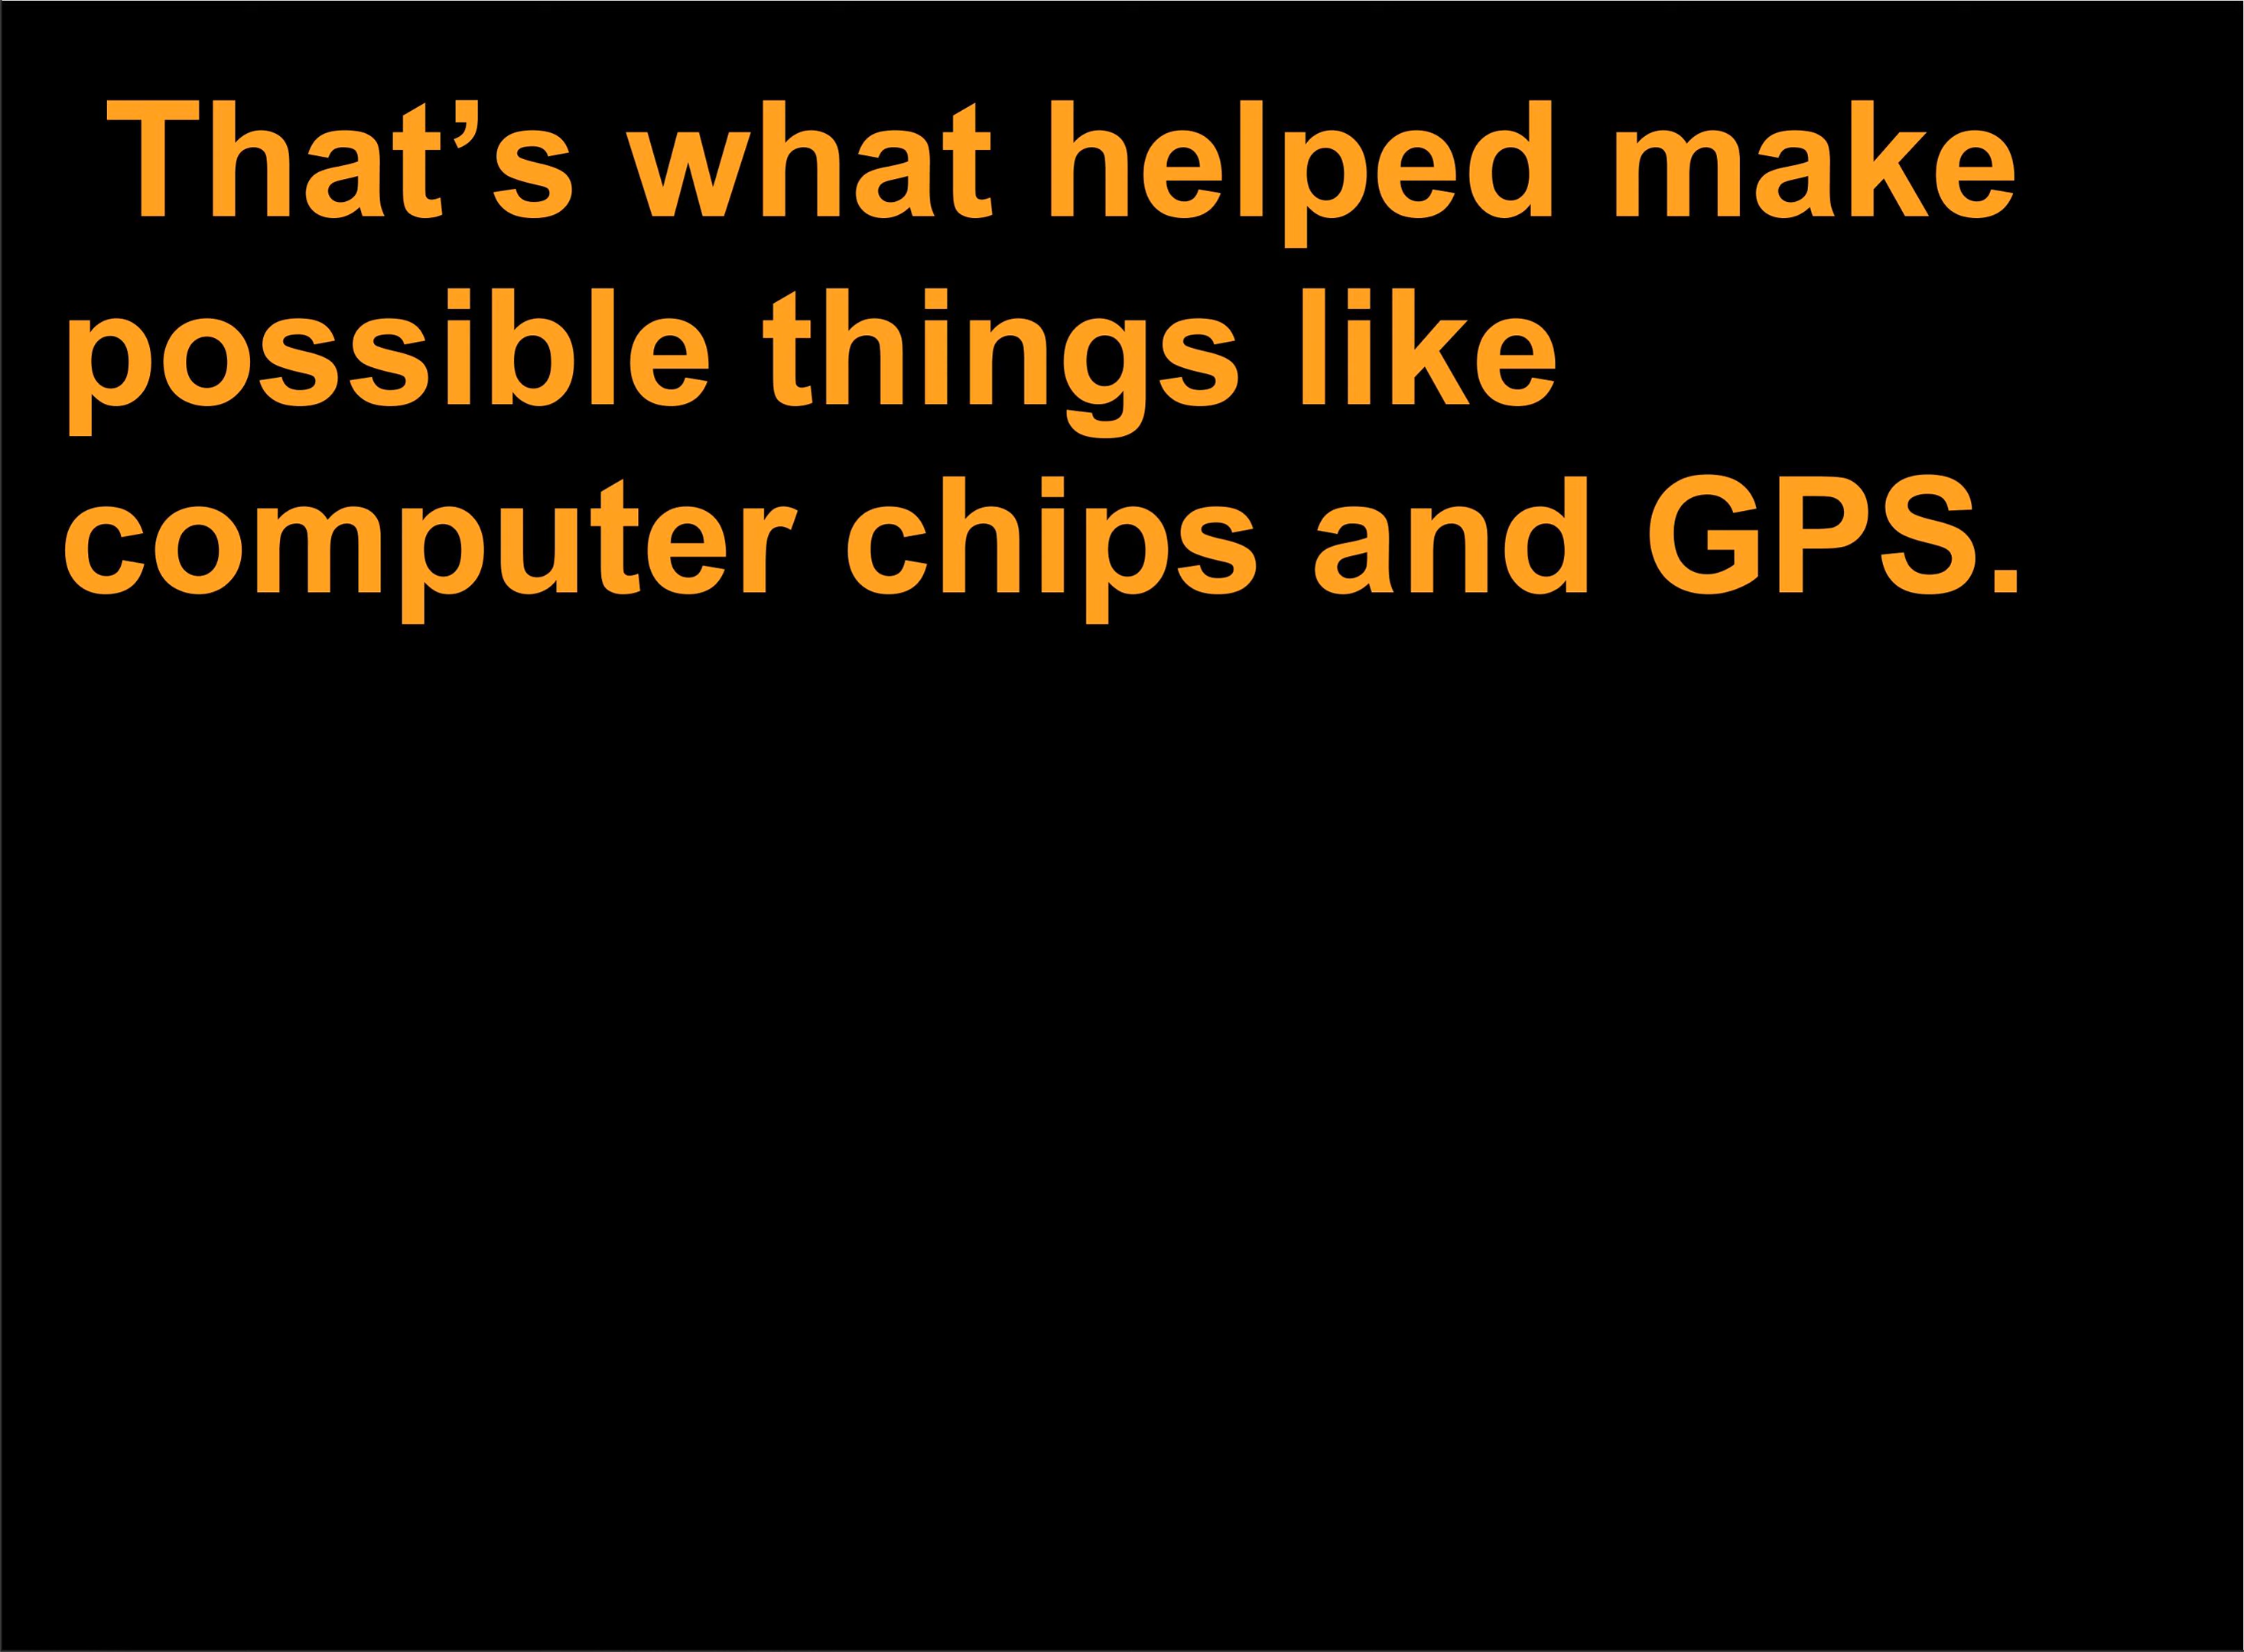 That’s what helped make
possible things like
computer chips and GPS.